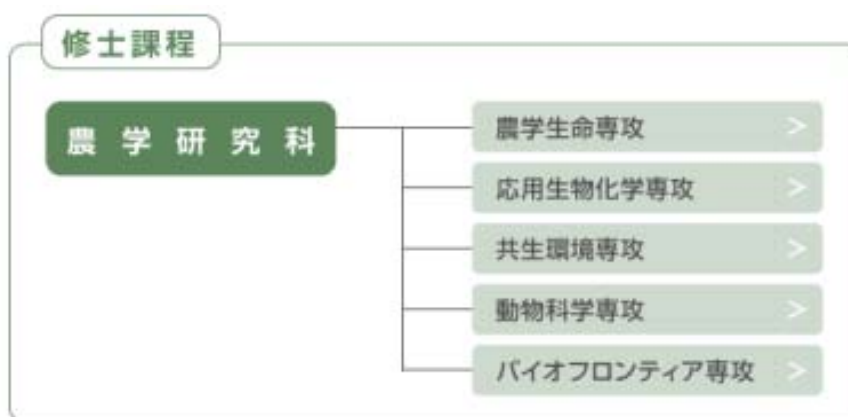 修士課程
農学研究科
農学生命専攻 >
応用生物化学専攻 >
共生環境専攻 >
動物科学専攻 >
バイオフロンティア専攻 >